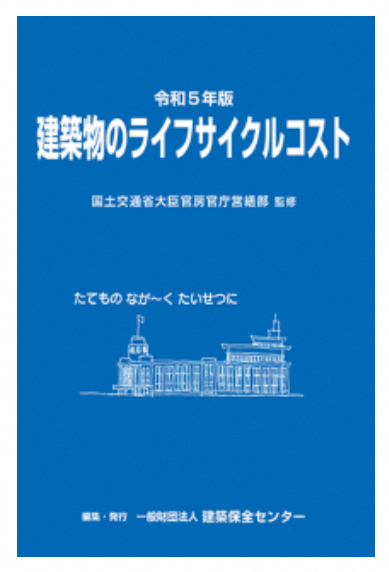 令和5年版
建築物のライフサイクルコスト
国土交通省大臣官房官庁営繕部 監修
たてもの なが〜く たいせつに
編集・発行 一般財団法人 建築保全センター